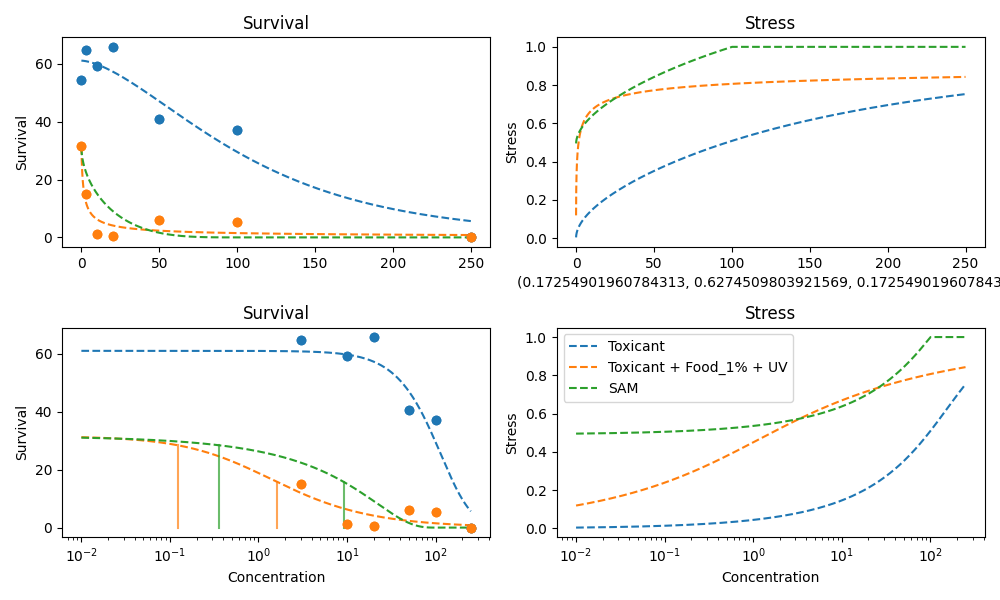 Survival
Stress
Survival
60
40
20
0
0 50 100 150 200 250
Stress
1.0
0.8
0.6
0.4
0.2
0.0
0 50 100 150 200 250
(0.17254901960784313, 0.6274509803921569, 0.172549019607843
Survival
Stress
Survival
60
40
20
0
10⁻² 10⁻¹ 10⁰ 10¹ 10²
Concentration
Stress
1.0
0.8
0.6
0.4
0.2
0.0
Toxicant
Toxicant + Food_1% + UV
SAM
10⁻² 10⁻¹ 10⁰ 10¹ 10²
Concentration